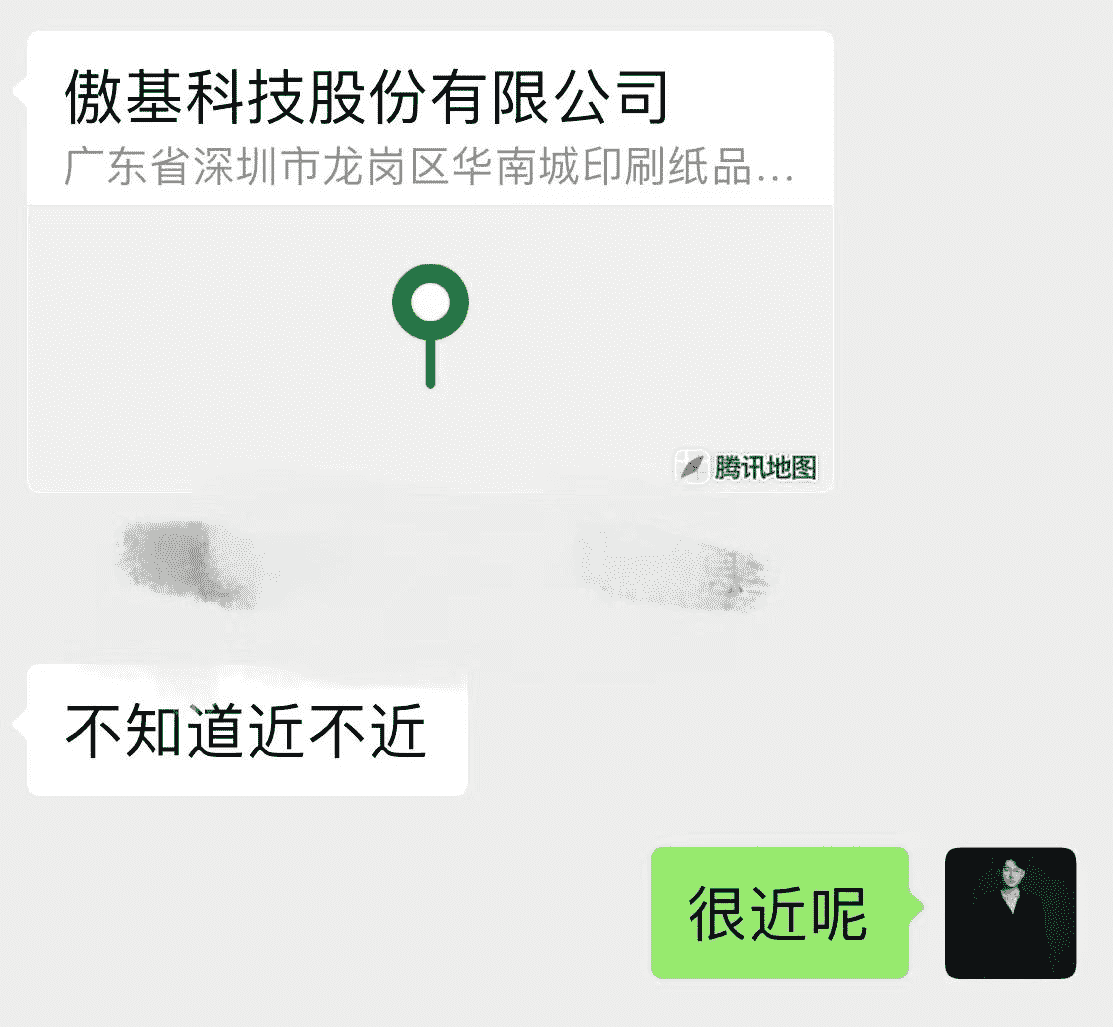 傲基科技股份有限公司
广东省深圳市龙岗区华南城印刷纸品...
腾讯地图
不知道近不近
很近呢